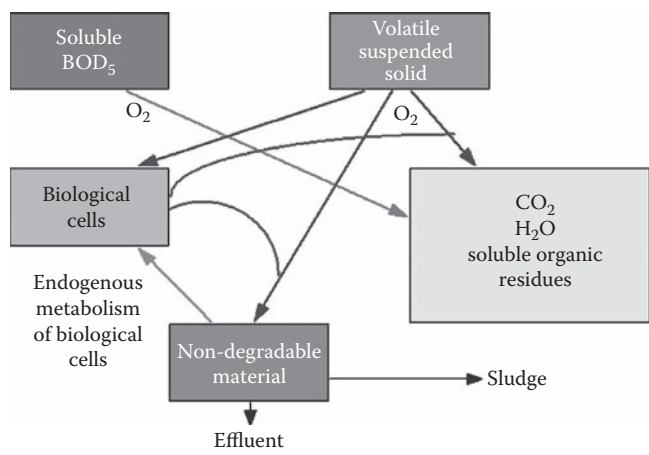 Soluble
BOD₅
Volatile
suspended
solid
O₂
O₂
Biological
cells
CO₂
H₂O
soluble organic
residues
Endogenous
metabolism
of biological
cells
Non-degradable
material
Sludge
Effluent